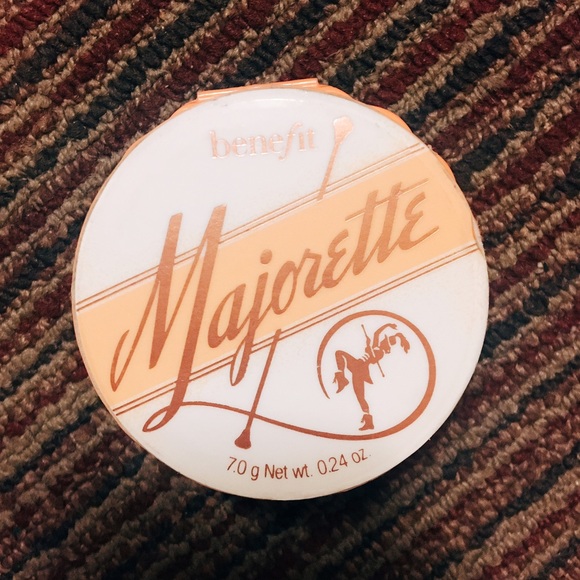 benefit
Majorette
7.0 g Net wt. 0.24 oz.